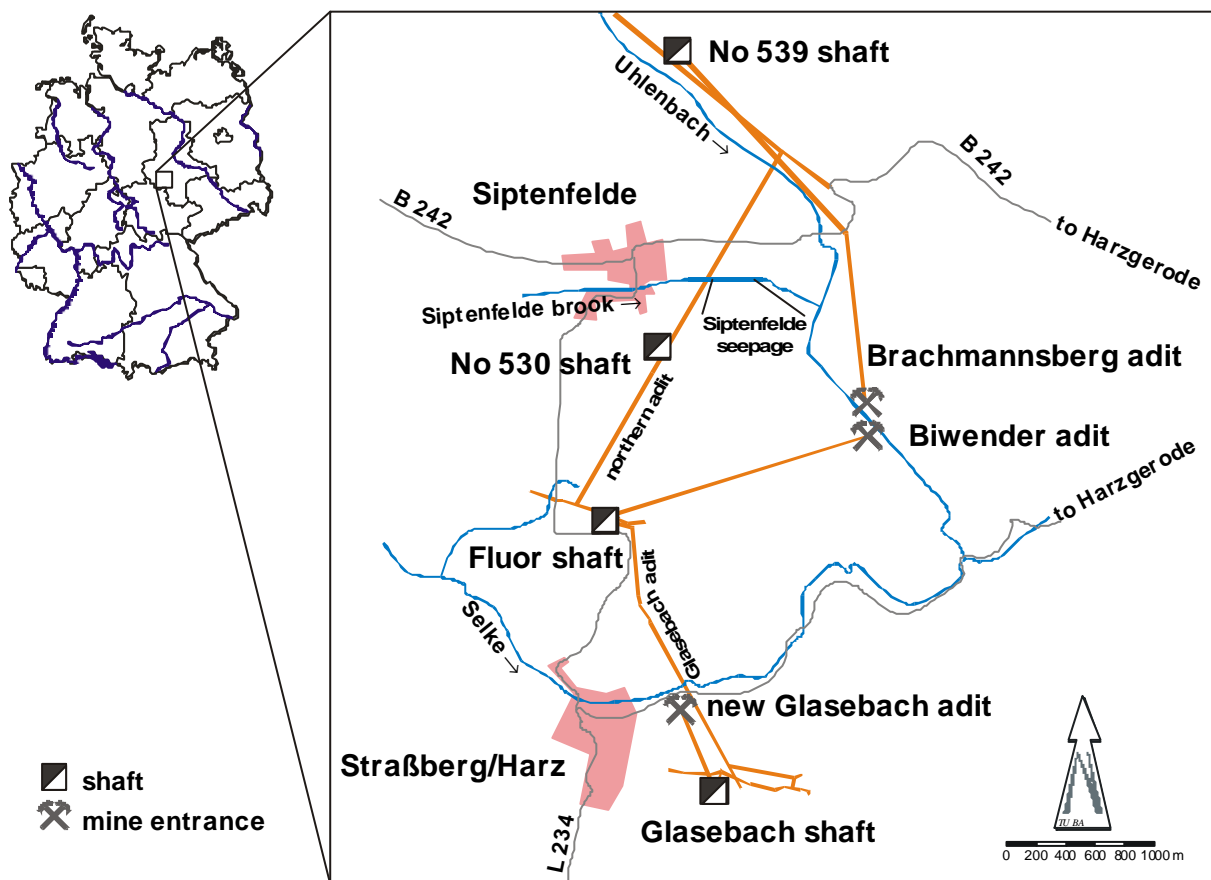 No 539 shaft
Uhlenbach →
B 242
B 242
to Harzgerode
Siptenfelde
Siptenfelde brook →
Siptenfelde
seepage
No 530 shaft
northern adit
Brachmannsberg adit
Biwender adit
to Harzgerode
Fluor shaft
Glasebach adit
Selke →
new Glasebach adit
Straßberg/Harz
Glasebach shaft
L 234
shaft
mine entrance
TU BA
0 200 400 600 800 1000 m